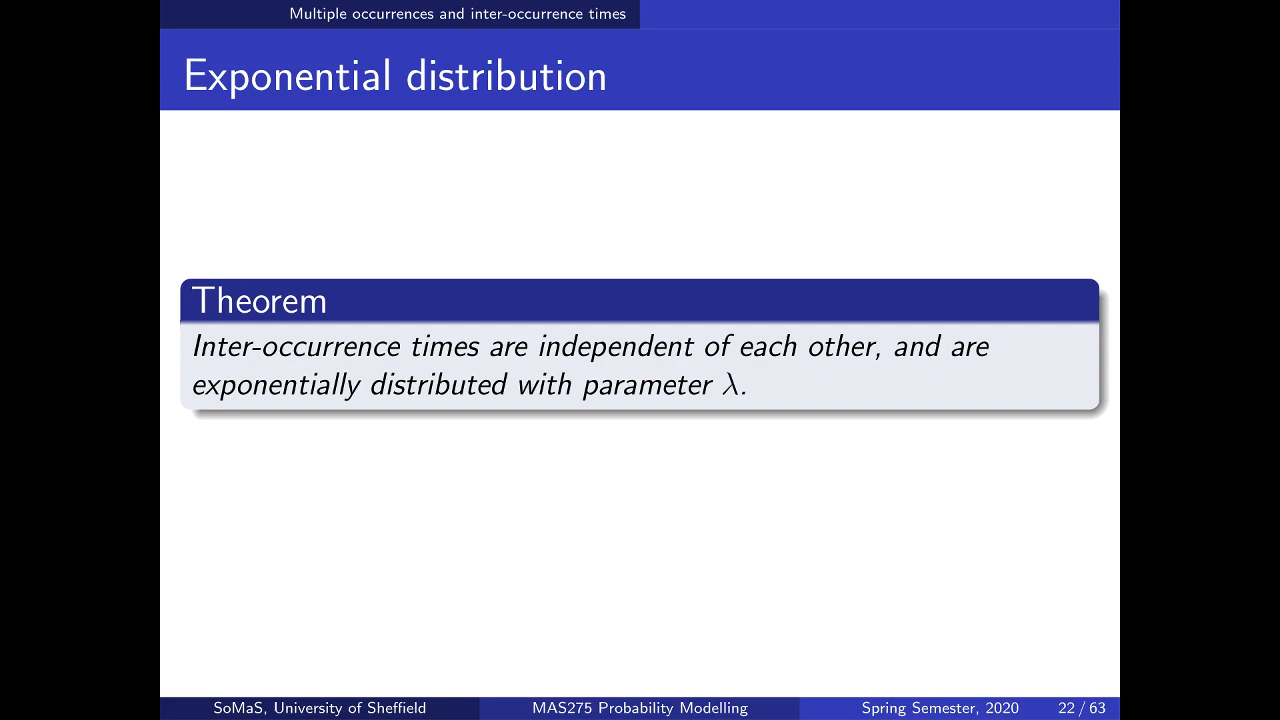 Multiple occurrences and inter-occurrence times
Exponential distribution
Theorem
Inter-occurrence times are independent of each other, and are
exponentially distributed with parameter λ.
SoMaS, University of Sheffield MAS275 Probability Modelling Spring Semester, 2020 22 / 63